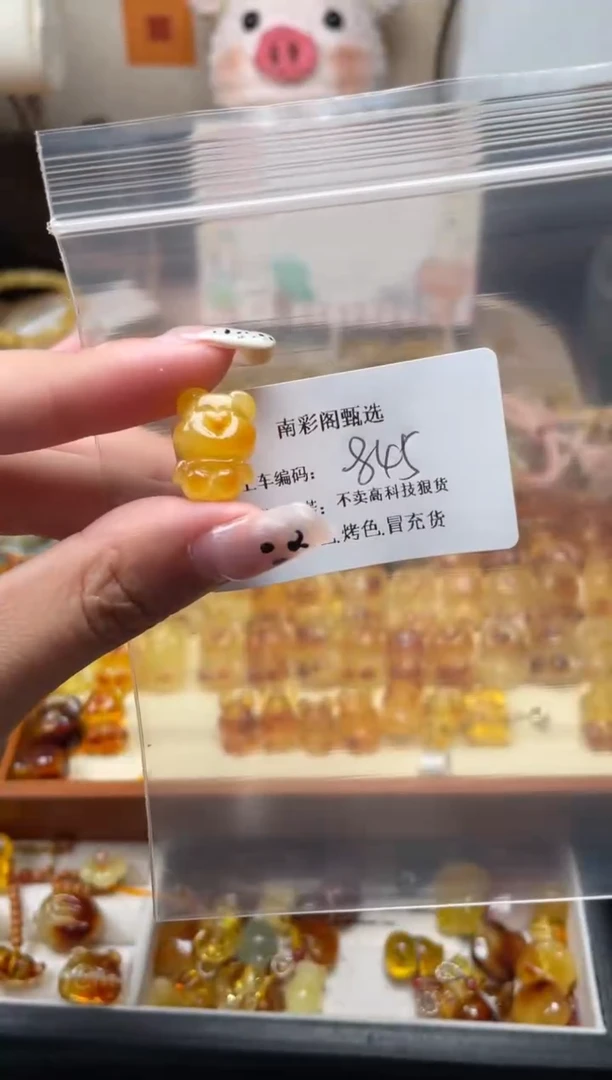 南彩阁甄选
车编码: 845
: 不卖高科技狠货
.烤色.冒充货